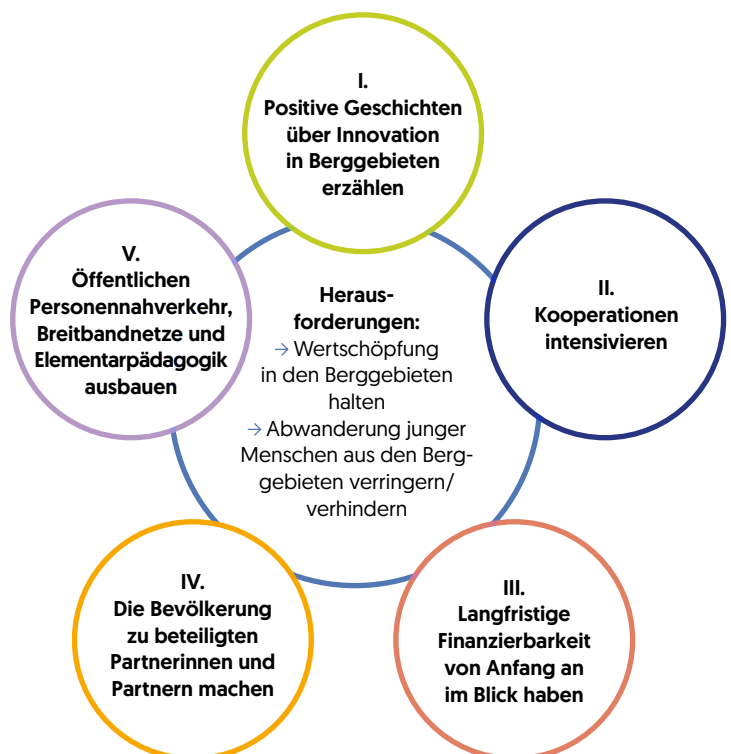 I.
Positive Geschichten
über Innovation
in Berggebieten
erzählen
II.
Kooperationen
intensivieren
III.
Langfristige
Finanzierbarkeit
von Anfang an
im Blick haben
IV.
Die Bevölkerung
zu beteiligten
Partnerinnen und
Partnern machen
V.
Öffentlichen
Personennahverkehr,
Breitbandnetze und
Elementarpädagogik
ausbauen
Heraus-
forderungen:
→ Wertschöpfung
in den Berggebieten
halten
→ Abwanderung junger
Menschen aus den Berg-
gebieten verringern/
verhindern